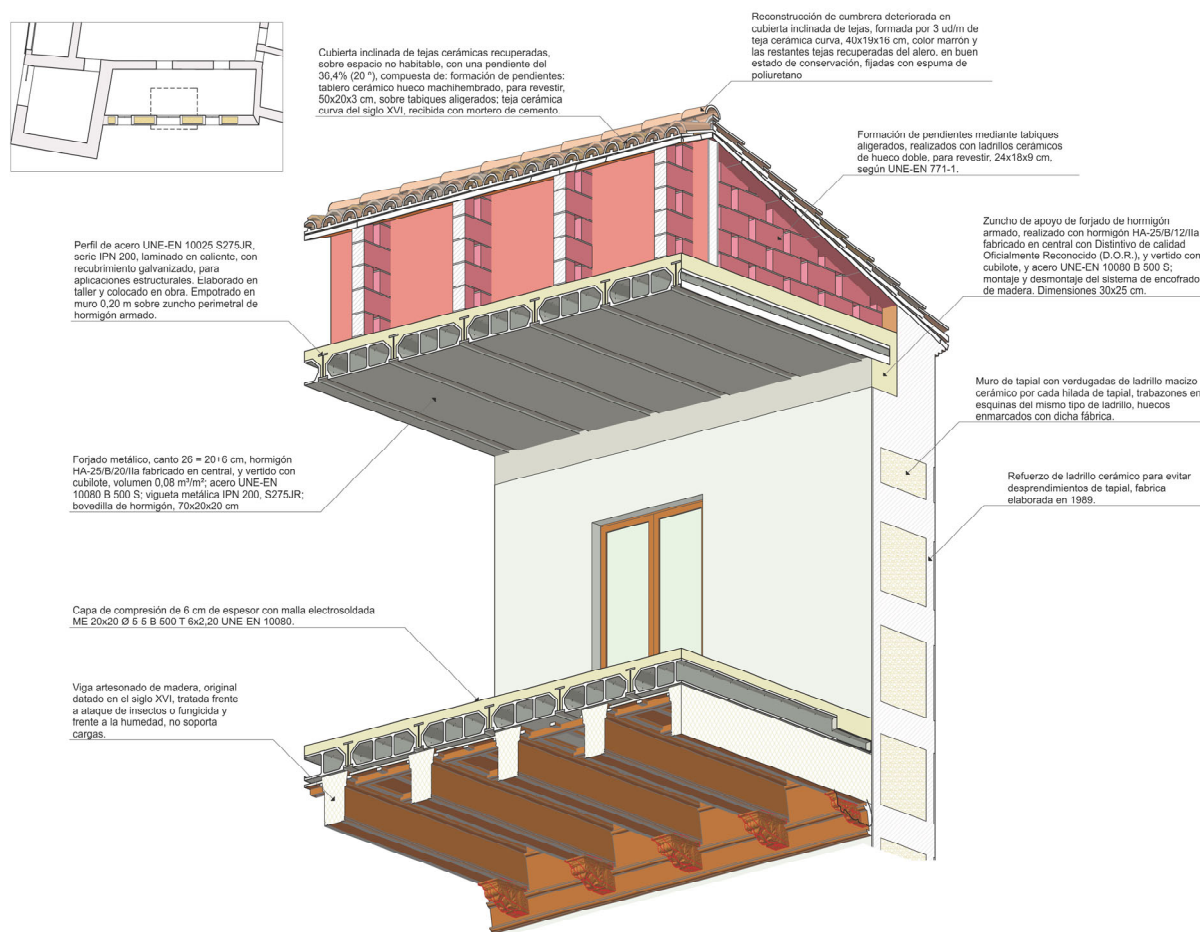 Reconstrucción de cumbrera deteriorada en
cubierta inclinada de tejas, formada por 3 ud/m de
teja cerámica curva, 40x19x16 cm, color marrón y
las restantes tejas recuperadas del alero, en buen
estado de conservación, fijadas con espuma de
poliuretano
Cubierta inclinada de tejas cerámicas recuperadas,
sobre espacio no habitable, con una pendiente del
36,4% (20 º), compuesta de: formación de pendientes:
tablero cerámico hueco machihembrado, para revestir,
50x20x3 cm, sobre tabiques aligerados; teja cerámica
curva del siglo XVI, recibida con mortero de cemento.
Formación de pendientes mediante tabiques
aligerados, realizados con ladrillos cerámicos
de hueco doble, para revestir, 24x18x9 cm,
según UNE-EN 771-1.
Zuncho de apoyo de forjado de hormigón
armado, realizado con hormigón HA-25/B/12/IIa
fabricado en central con Distintivo de calidad
Oficialmente Reconocido (D.O.R.), y vertido con
cubilote, y acero UNE-EN 10080 B 500 S;
montaje y desmontaje del sistema de encofrado
de madera. Dimensiones 30x25 cm.
Perfil de acero UNE-EN 10025 S275JR,
serie IPN 200, laminado en caliente, con
recubrimiento galvanizado, para
aplicaciones estructurales. Elaborado en
taller y colocado en obra. Empotrado en
muro 0,20 m sobre zuncho perimetral de
hormigón armado.
Muro de tapial con verdugadas de ladrillo macizo
cerámico por cada hilada de tapial, trabazones en
esquinas del mismo tipo de ladrillo, huecos
enmarcados con dicha fábrica.
Forjado metálico, canto 26 = 20+6 cm, hormigón
HA-25/B/20/IIa fabricado en central, y vertido con
cubilote, volumen 0,08 m³/m²; acero UNE-EN
10080 B 500 S; vigueta metálica IPN 200, S275JR;
bovedilla de hormigón, 70x20x20 cm
Refuerzo de ladrillo cerámico para evitar
desprendimientos de tapial, fabrica
elaborada en 1989.
Capa de compresión de 6 cm de espesor con malla electrosoldada
ME 20x20 Ø 5 5 B 500 T 6x2,20 UNE EN 10080.
Viga artesonado de madera, original
datado en el siglo XVI, tratada frente
a ataque de insectos o fungicida y
frente a la humedad, no soporta
cargas.